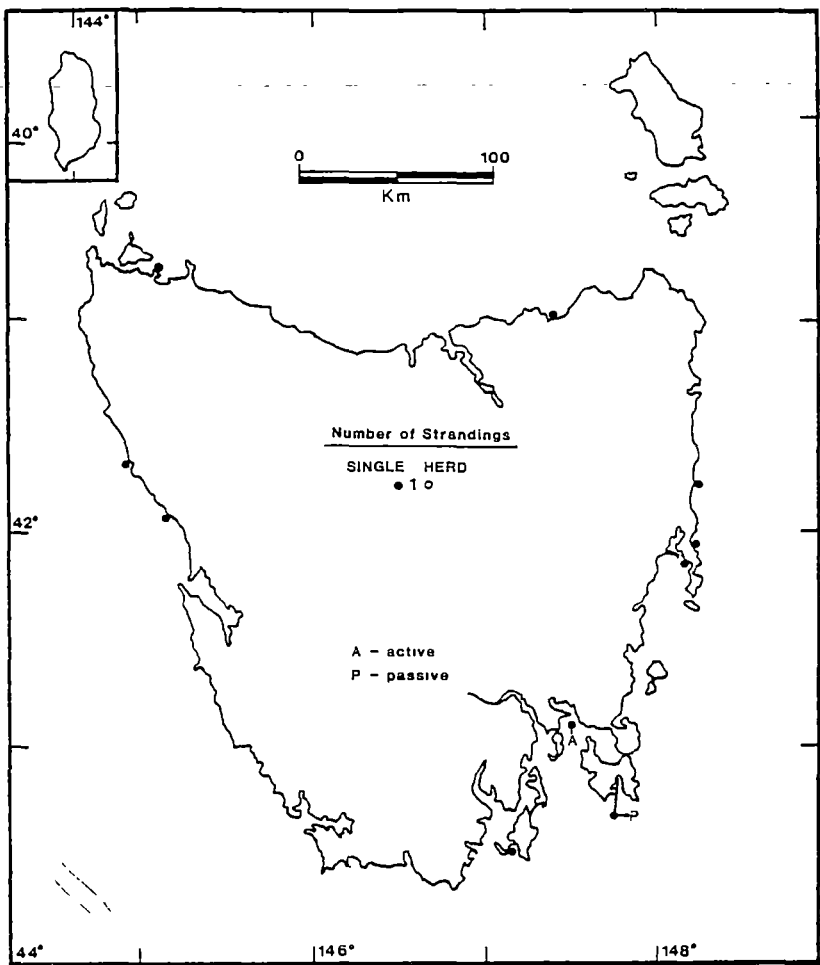 144°
40°
0 100
Km
Number of Strandings
SINGLE HERD
1
42°
A – active
P – passive
A
P
44° 146° 148°